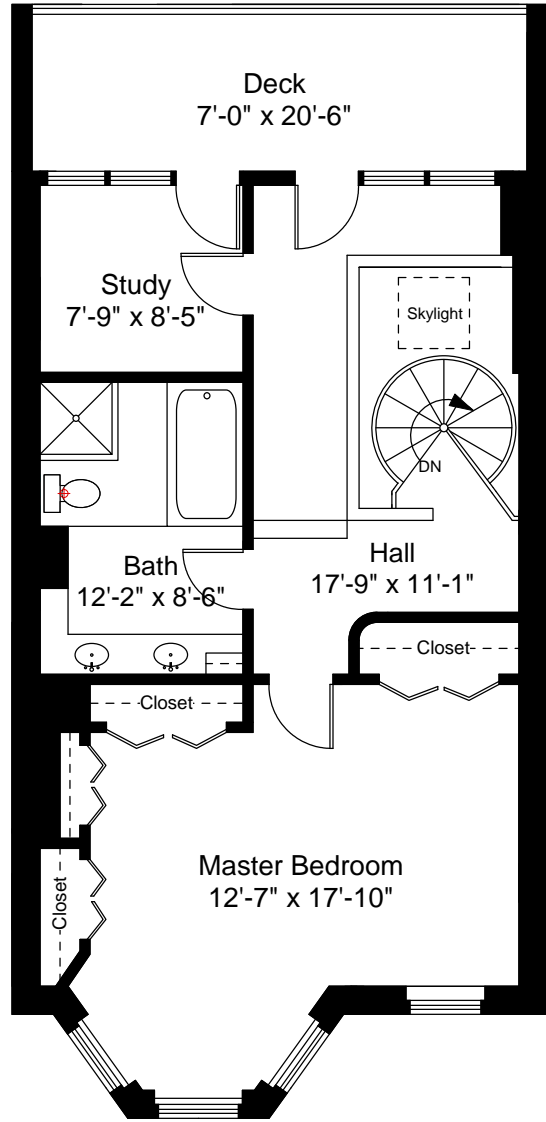 Deck
7'-0" x 20'-6"
Study
7'-9" x 8'-5"
Skylight
DN
Bath
12'-2" x 8'-6"
Hall
17'-9" x 11'-1"
Closet
Closet
Master Bedroom
12'-7" x 17'-10"
Closet